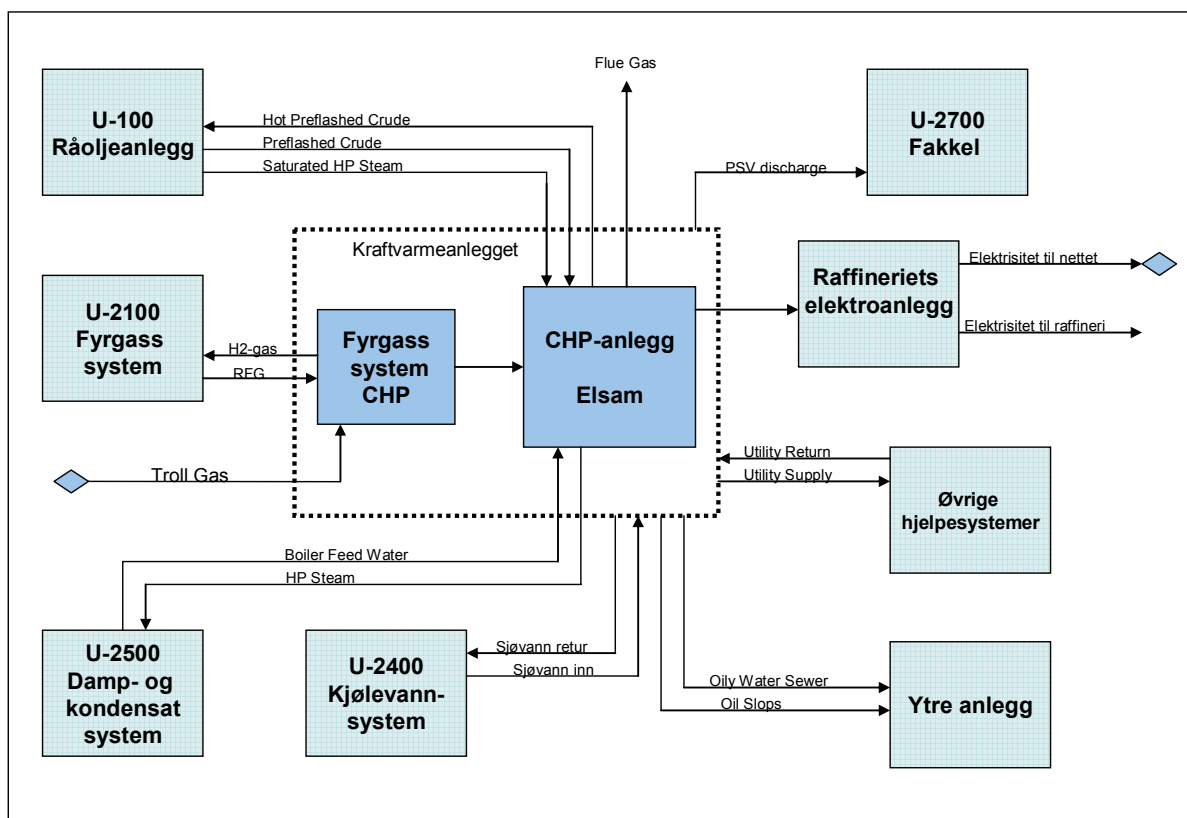 Flue Gas
U-100
Råoljeanlegg
Hot Preflashed Crude
Preflashed Crude
Saturated HP Steam
U-2700
Fakkel
PSV discharge
Kraftvarmeanlegget
U-2100
Fyrgass
system
H2-gas
RFG
Fyrgass
system
CHP
CHP-anlegg
Elsam
Raffineriets
elektroanlegg
Elektrisitet til nettet
Elektrisitet til raffineri
Troll Gas
Utility Return
Utility Supply
Øvrige
hjelpesystemer
Boiler Feed Water
HP Steam
U-2500
Damp- og
kondensat
system
U-2400
Kjølevann-
system
Sjøvann retur
Sjøvann inn
Oily Water Sewer
Oil Slops
Ytre anlegg